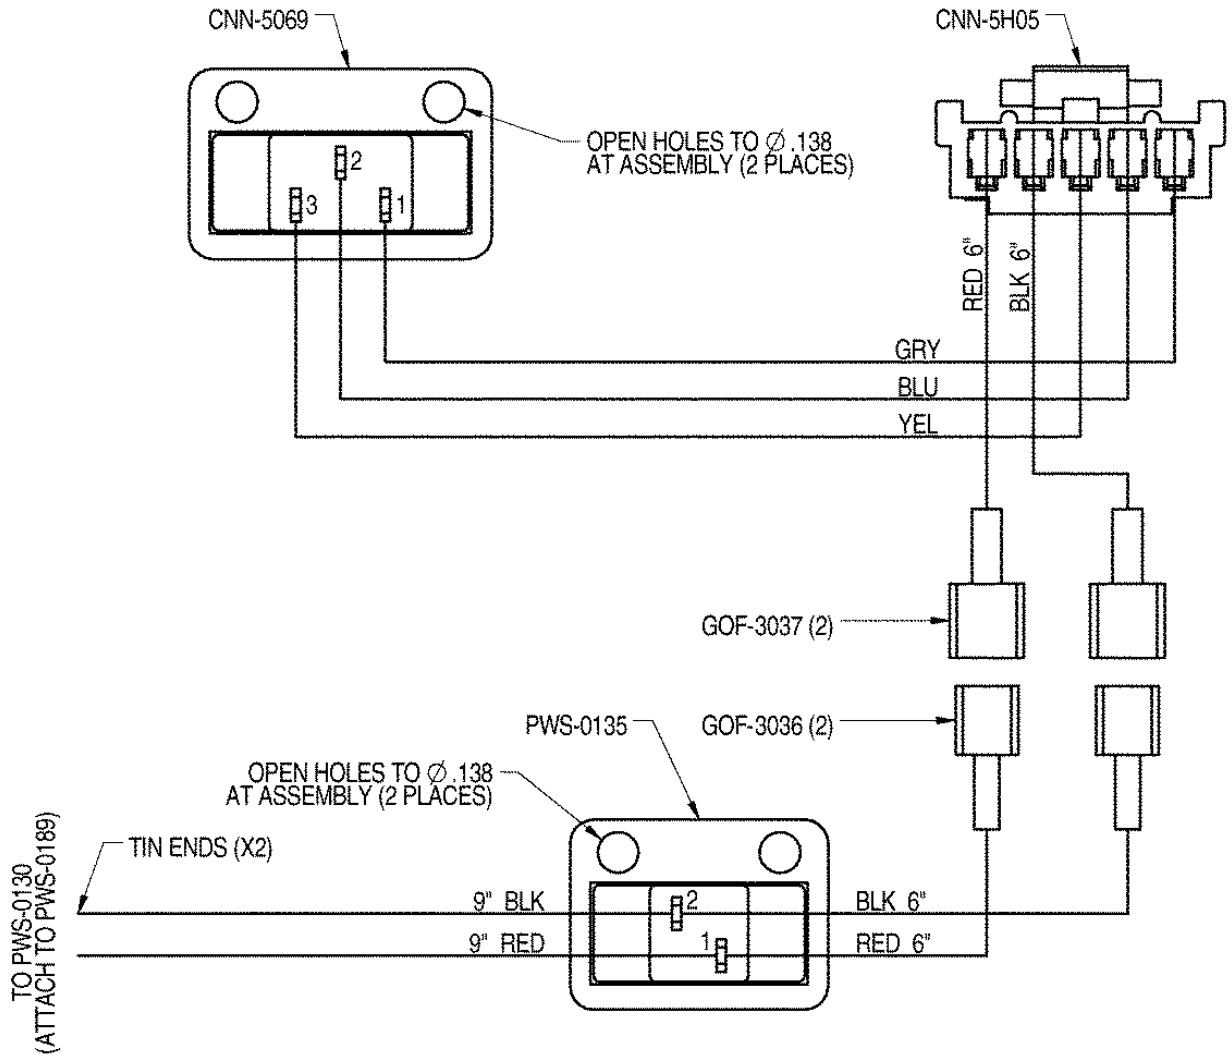 CNN-5069
CNN-5H05
OPEN HOLES TO Ø .138
AT ASSEMBLY (2 PLACES)
2
3
1
RED 6"
BLK 6"
GRY
BLU
YEL
GOF-3037 (2)
PWS-0135
GOF-3036 (2)
OPEN HOLES TO Ø .138
AT ASSEMBLY (2 PLACES)
TIN ENDS (X2)
TO PWS-0130
(ATTACH TO PWS-0189)
9" BLK
2
BLK 6"
9" RED
1
RED 6"